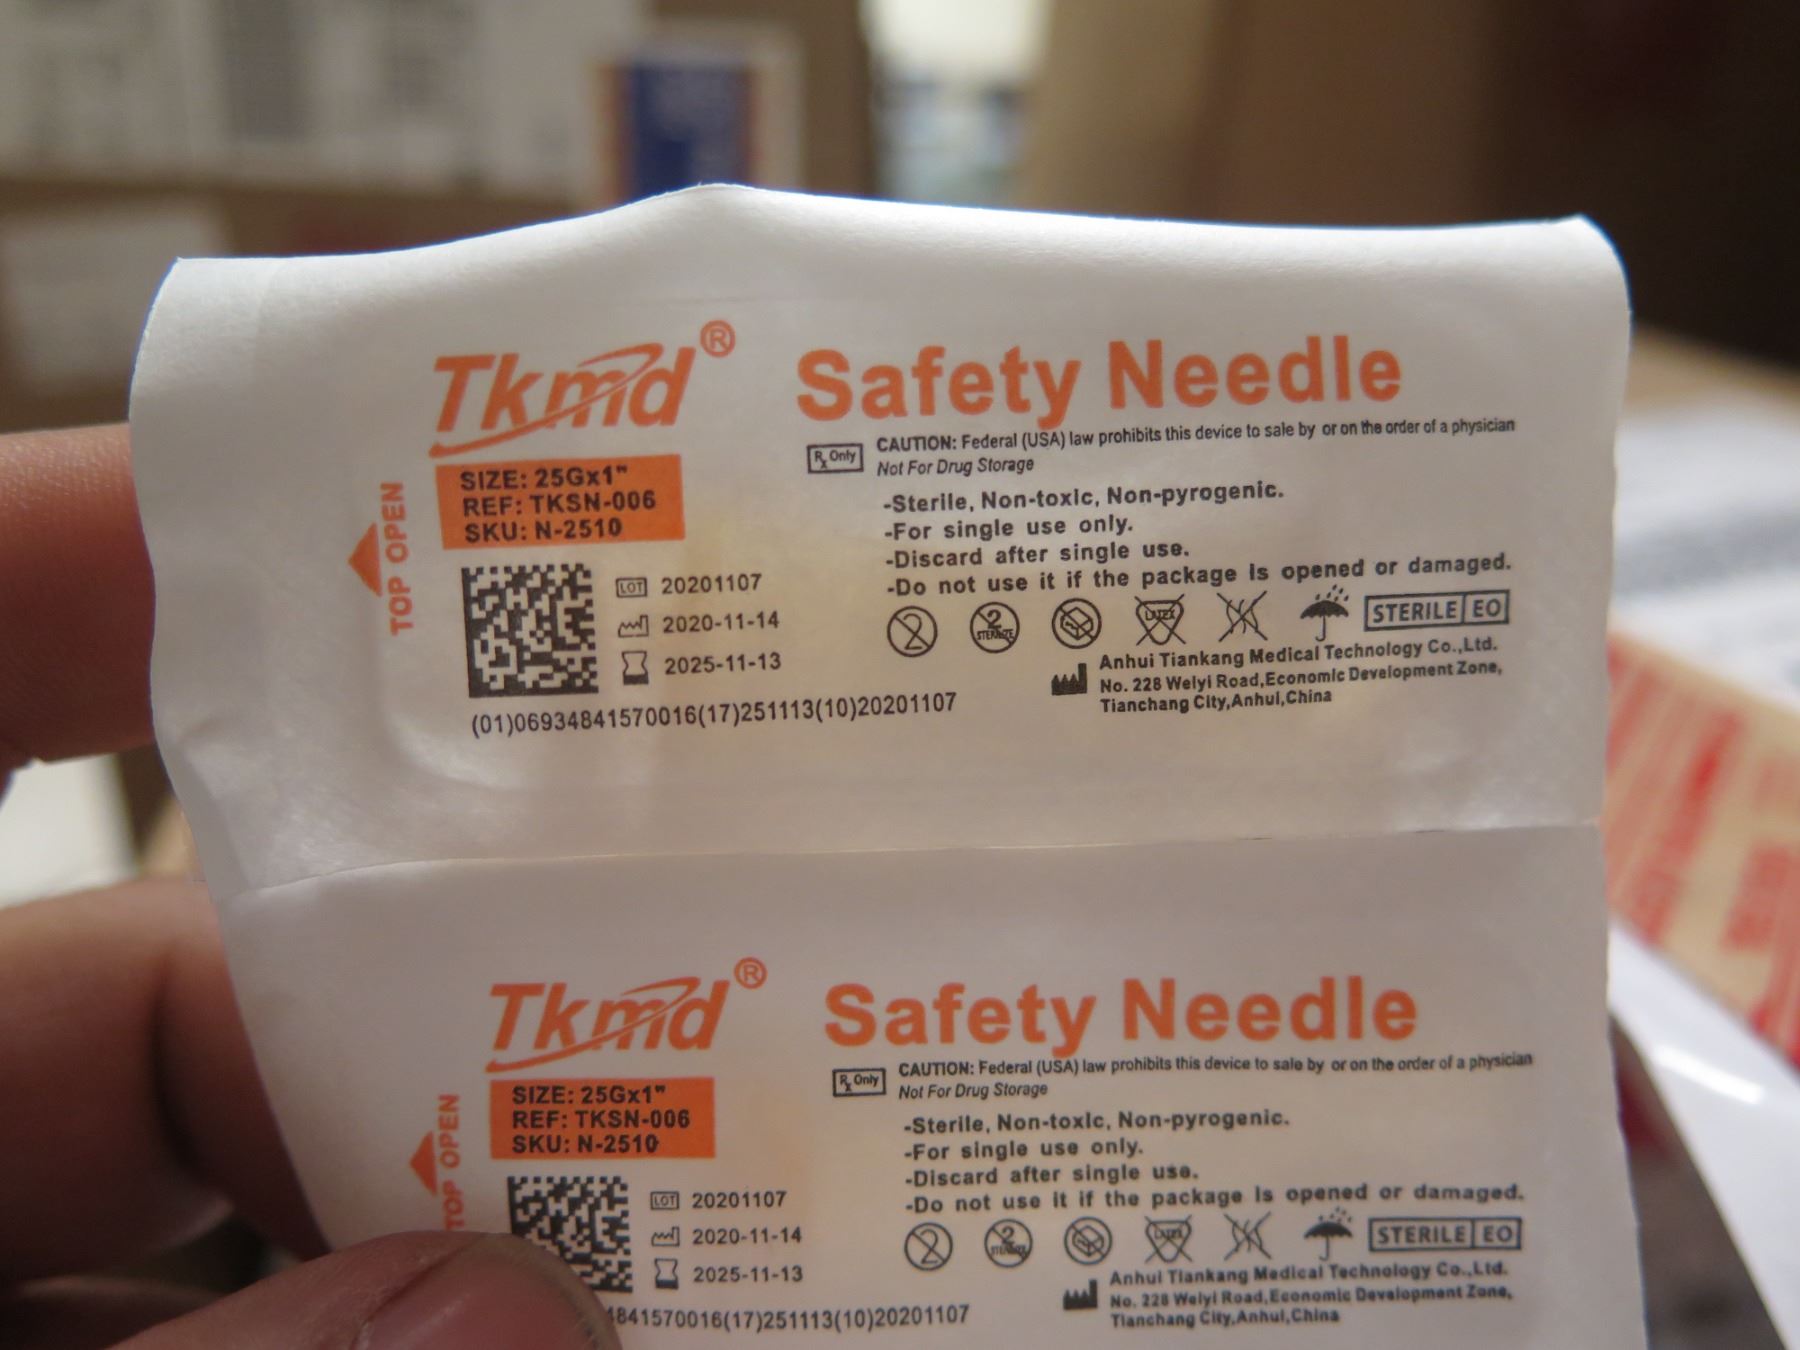 Tkmd® Safety Needle
Rx Only
CAUTION: Federal (USA) law prohibits this device to sale by or on the order of a physician
Not For Drug Storage
SIZE: 25Gx1"
REF: TKSN-006
SKU: N-2510
TOP OPEN
-Sterile, Non-toxic, Non-pyrogenic.
-For single use only.
-Discard after single use.
-Do not use it if the package is opened or damaged.
LOT 20201107
2020-11-14
2025-11-13
(01)06934841570016(17)251113(10)20201107
2
2 STERILIZE
LATEX
STERILE EO
Anhui Tiankang Medical Technology Co.,Ltd.
No. 228 Weiyi Road,Economic Development Zone,
Tianchang City,Anhui,China
Tkmd® Safety Needle
Rx Only
CAUTION: Federal (USA) law prohibits this device to sale by or on the order of a physician
Not For Drug Storage
SIZE: 25Gx1"
REF: TKSN-006
SKU: N-2510
TOP OPEN
-Sterile, Non-toxic, Non-pyrogenic.
-For single use only.
-Discard after single use.
-Do not use it if the package is opened or damaged.
LOT 20201107
2020-11-14
2025-11-13
841570016(17)251113(10)20201107
2
2 STERILIZE
LATEX
STERILE EO
Anhui Tiankang Medical Technology Co.,Ltd.
No. 228 Weiyi Road,Economic Development Zone,
Tianchang City,Anhui,China